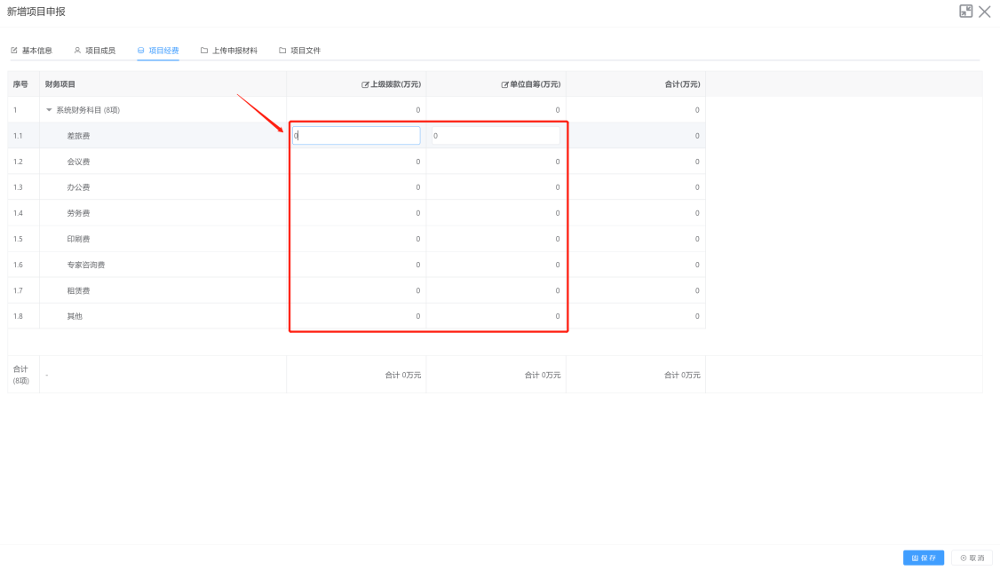 新增项目申报
基本信息 项目成员 项目经费 上传申报材料 项目文件
序号 财务项目 上级拨款(万元) 单位自筹(万元) 合计(万元)
1 系统财务科目 (8项) 0 0 0
1.1 差旅费 0 0 0
1.2 会议费 0 0 0
1.3 办公费 0 0 0
1.4 劳务费 0 0 0
1.5 印刷费 0 0 0
1.6 专家咨询费 0 0 0
1.7 租赁费 0 0 0
1.8 其他 0 0 0
合计
(8项) - 合计 0万元 合计 0万元 合计 0万元
保存 取消